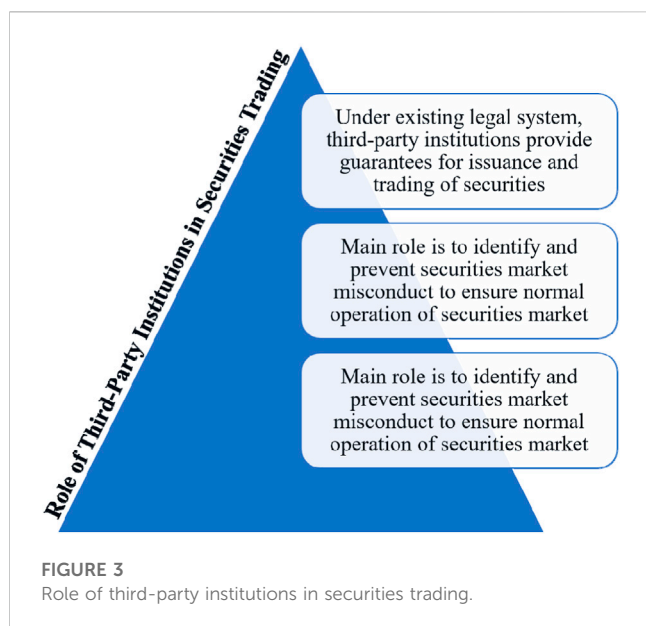 Role of Third-Party Institutions in Securities Trading
Under existing legal system,
third-party institutions provide
guarantees for issuance and
trading of securities
Main role is to identify and
prevent securities market
misconduct to ensure normal
operation of securities market
Main role is to identify and
prevent securities market
misconduct to ensure normal
operation of securities market
FIGURE 3
Role of third-party institutions in securities trading.